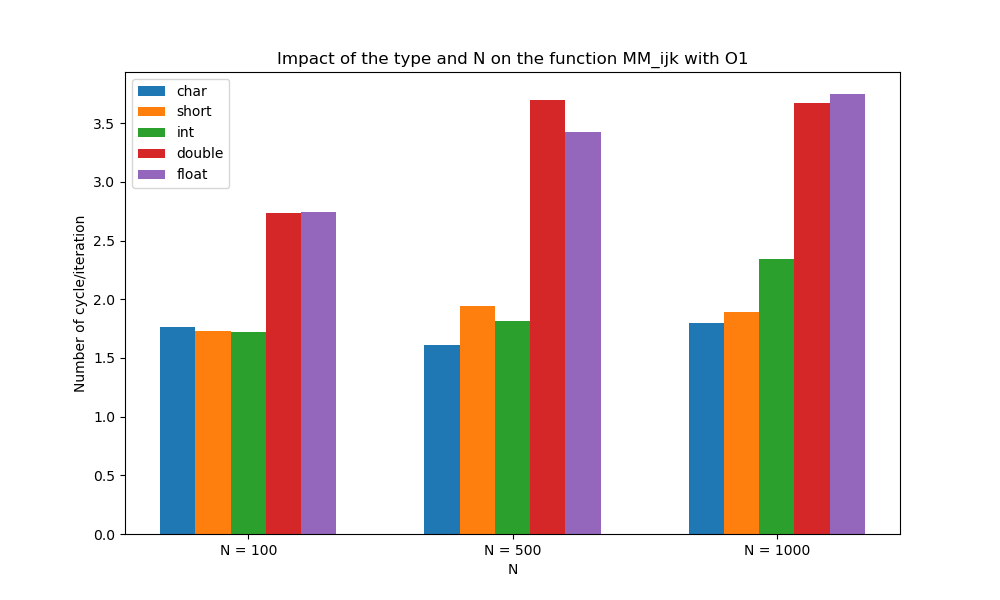 Impact of the type and N on the function MM_ijk with O1
char
short
int
double
float
Number of cycle/iteration
3.5
3.0
2.5
2.0
1.5
1.0
0.5
0.0
N = 100
N = 500
N = 1000
N